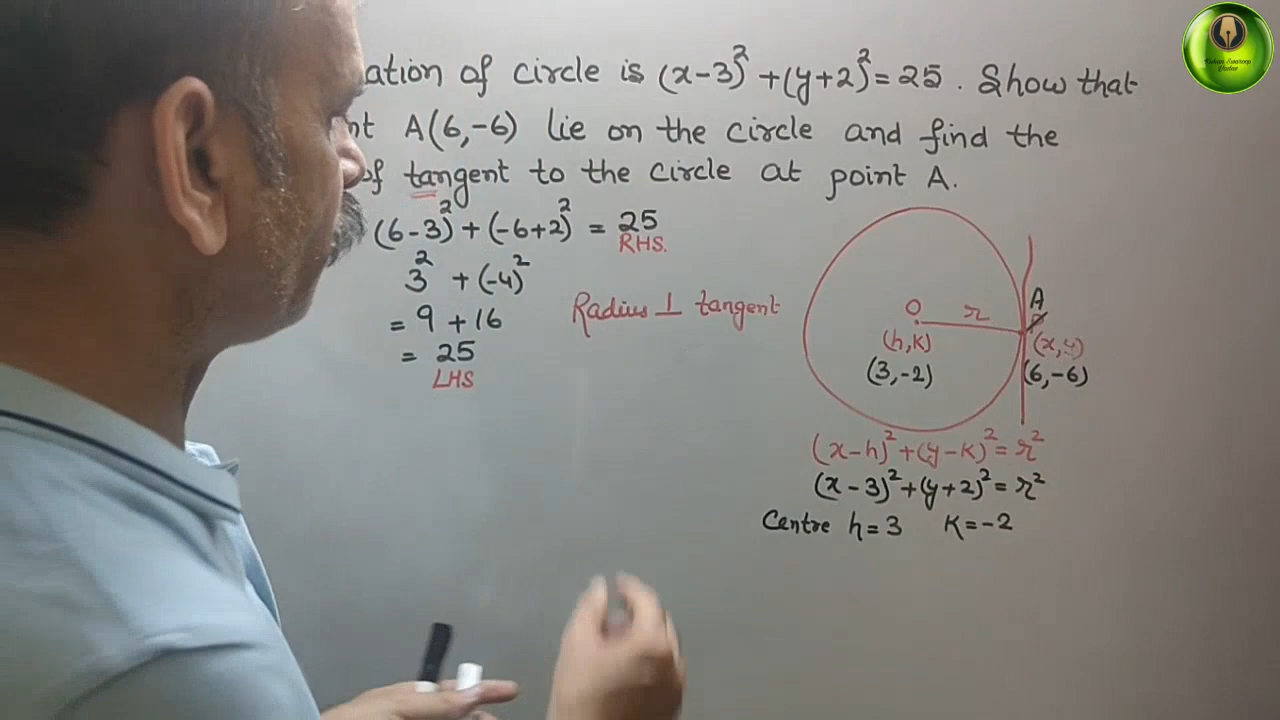 ation of circle is (x-3)² + (y+2)² = 25. Show that
nt A(6,-6) lie on the circle and find the
of tangent to the circle at point A.
(6-3)² + (-6+2)² = 25
RHS.
3² + (-4)²
= 9 + 16
= 25
LHS
Radius ⊥ tangent
O r A
(h,k) (x,y)
(3,-2) (6,-6)
(x-h)² + (y-k)² = r²
(x-3)² + (y+2)² = r²
Centre h=3 K=-2